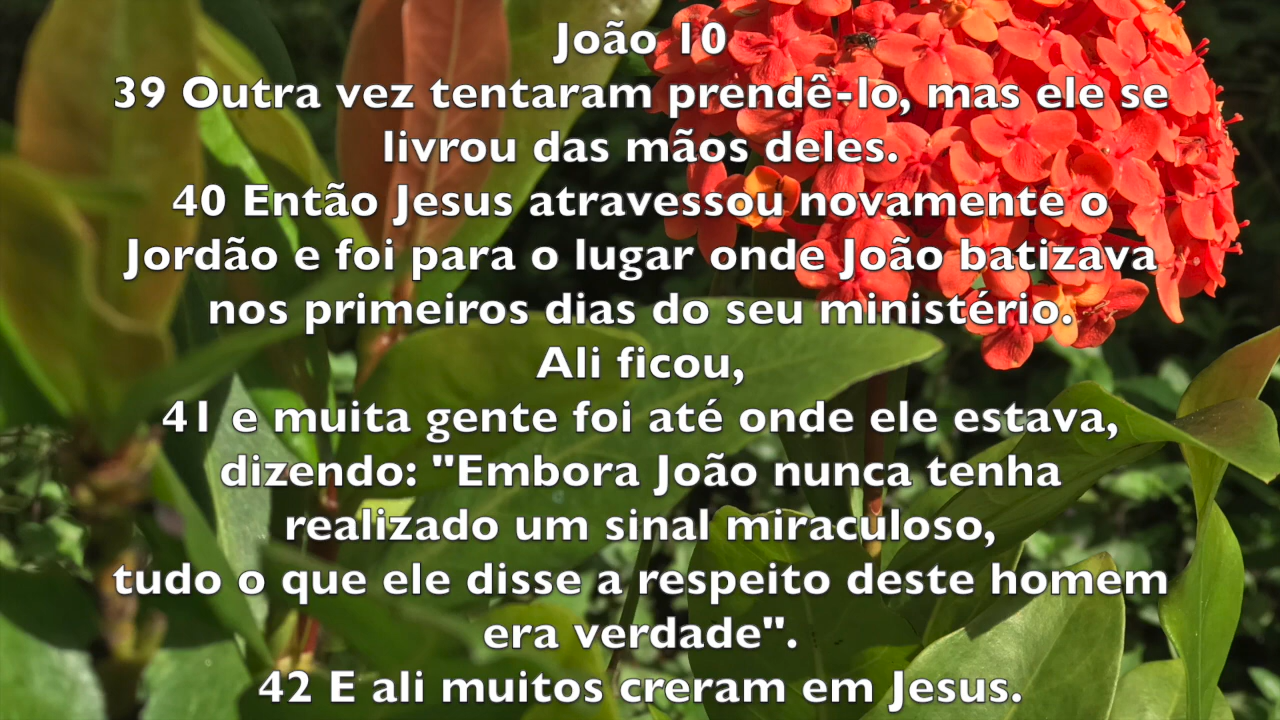 João 10
39 Outra vez tentaram prendê-lo, mas ele se
livrou das mãos deles.
40 Então Jesus atravessou novamente o
Jordão e foi para o lugar onde João batizava
nos primeiros dias do seu ministério.
Ali ficou,
41 e muita gente foi até onde ele estava,
dizendo: "Embora João nunca tenha
realizado um sinal miraculoso,
tudo o que ele disse a respeito deste homem
era verdade".
42 E ali muitos creram em Jesus.